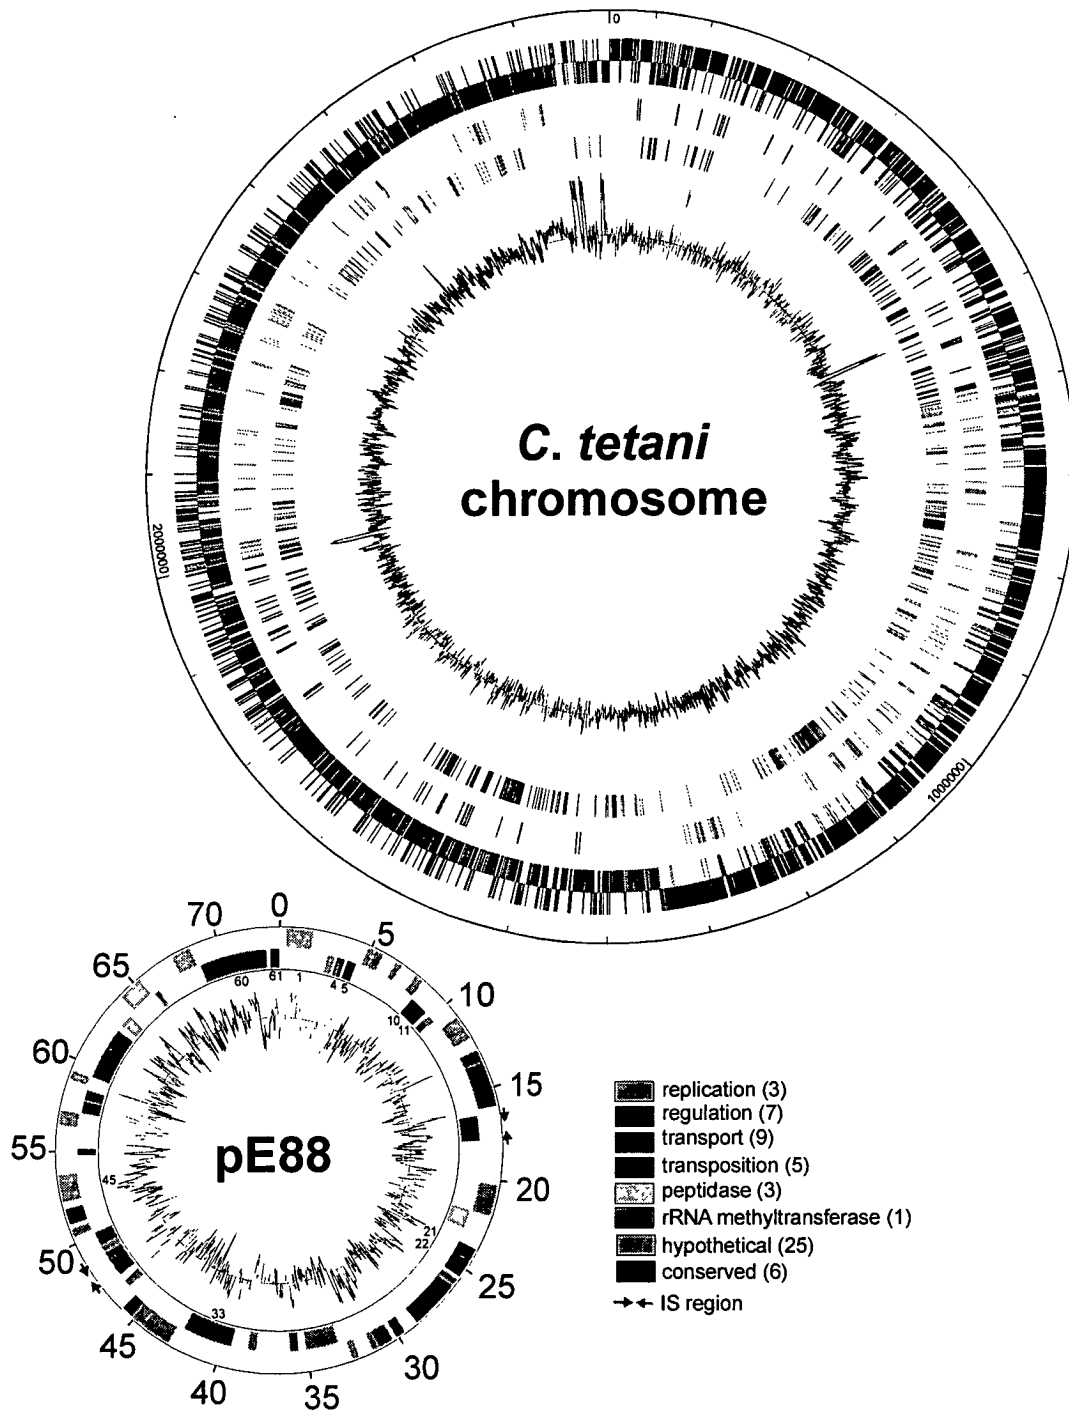 0
C. tetani
chromosome
2000000
1000000
0
5
10
15
20
25
30
35
40
45
50
55
60
65
70
60
61
1
4
5
10
11
21
22
33
45
pE88
replication (3)
regulation (7)
transport (9)
transposition (5)
peptidase (3)
rRNA methyltransferase (1)
hypothetical (25)
conserved (6)
IS region